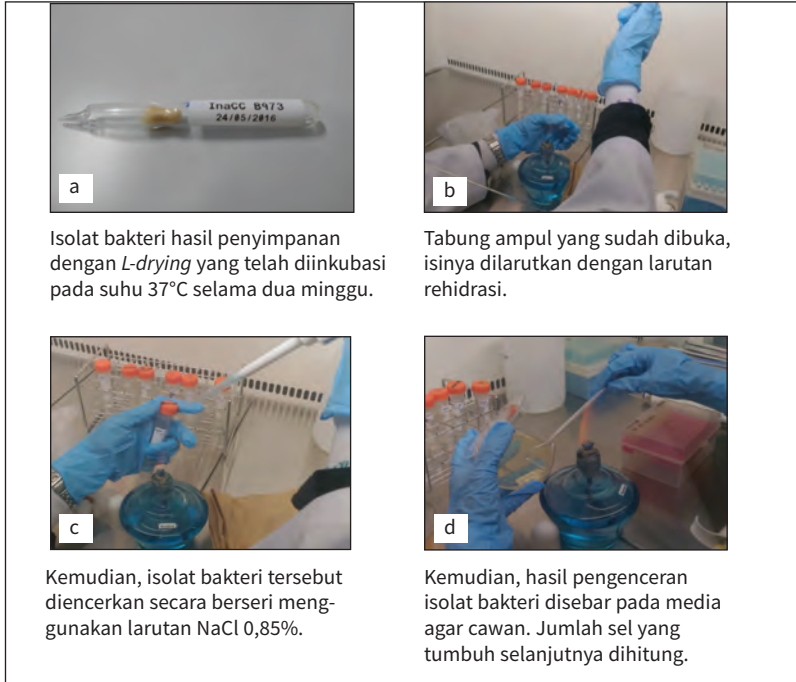 InaCC B473
24/05/2016
a
b
Isolat bakteri hasil penyimpanan
dengan L-drying yang telah diinkubasi
pada suhu 37°C selama dua minggu.
Tabung ampul yang sudah dibuka,
isinya dilarutkan dengan larutan
rehidrasi.
c
d
Kemudian, isolat bakteri tersebut
diencerkan secara berseri meng-
gunakan larutan NaCl 0,85%.
Kemudian, hasil pengenceran
isolat bakteri disebar pada media
agar cawan. Jumlah sel yang
tumbuh selanjutnya dihitung.